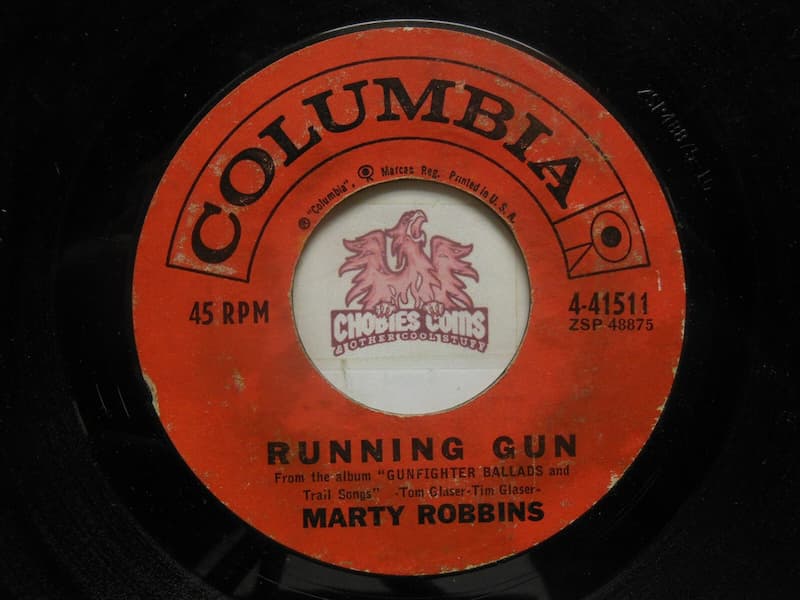 COLUMBIA
® "Columbia", Marcas Reg. Printed in U.S.A.
45 RPM
4-41511
ZSP 48875
CHOBIES COINS
& OTHER COOL STUFF
RUNNING GUN
From the album "GUNFIGHTER BALLADS and
Trail Songs" -Tom Glaser-Tim Glaser-
MARTY ROBBINS